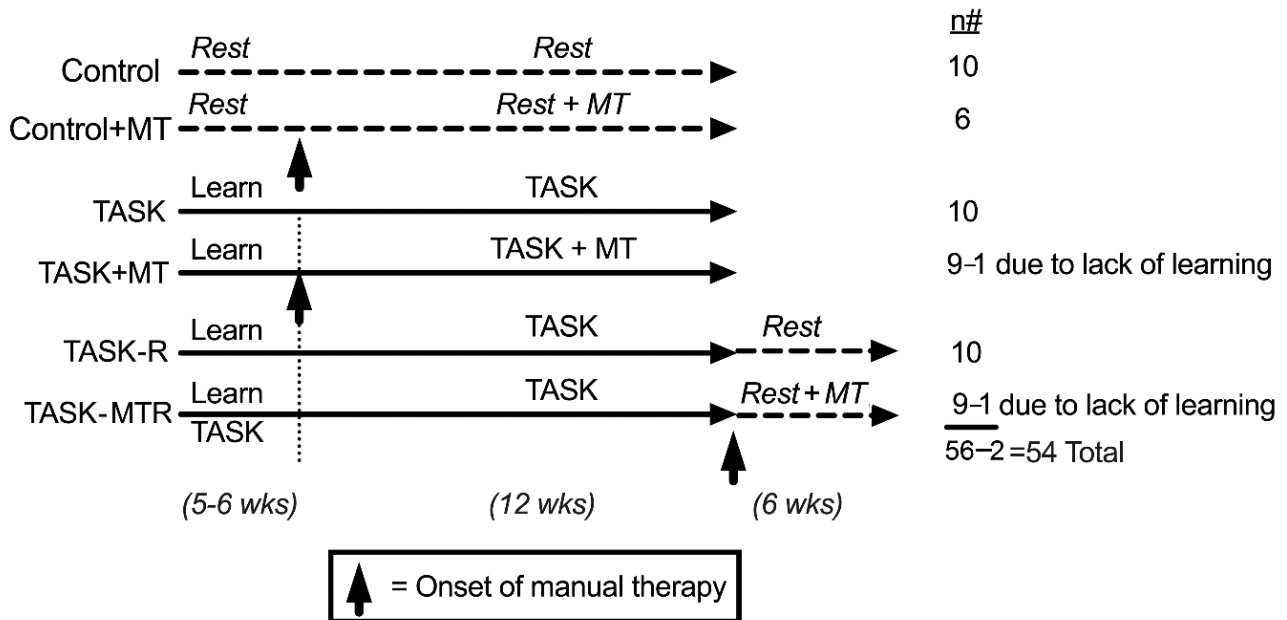 n#
Rest Rest
Control 10
Rest Rest + MT
Control+MT 6
Learn TASK
TASK 10
Learn TASK + MT
TASK+MT 9-1 due to lack of learning
Learn TASK Rest
TASK-R 10
Learn TASK Rest + MT
TASK-MTR 9-1 due to lack of learning
TASK
56-2 =54 Total
(5-6 wks) (12 wks) (6 wks)
= Onset of manual therapy